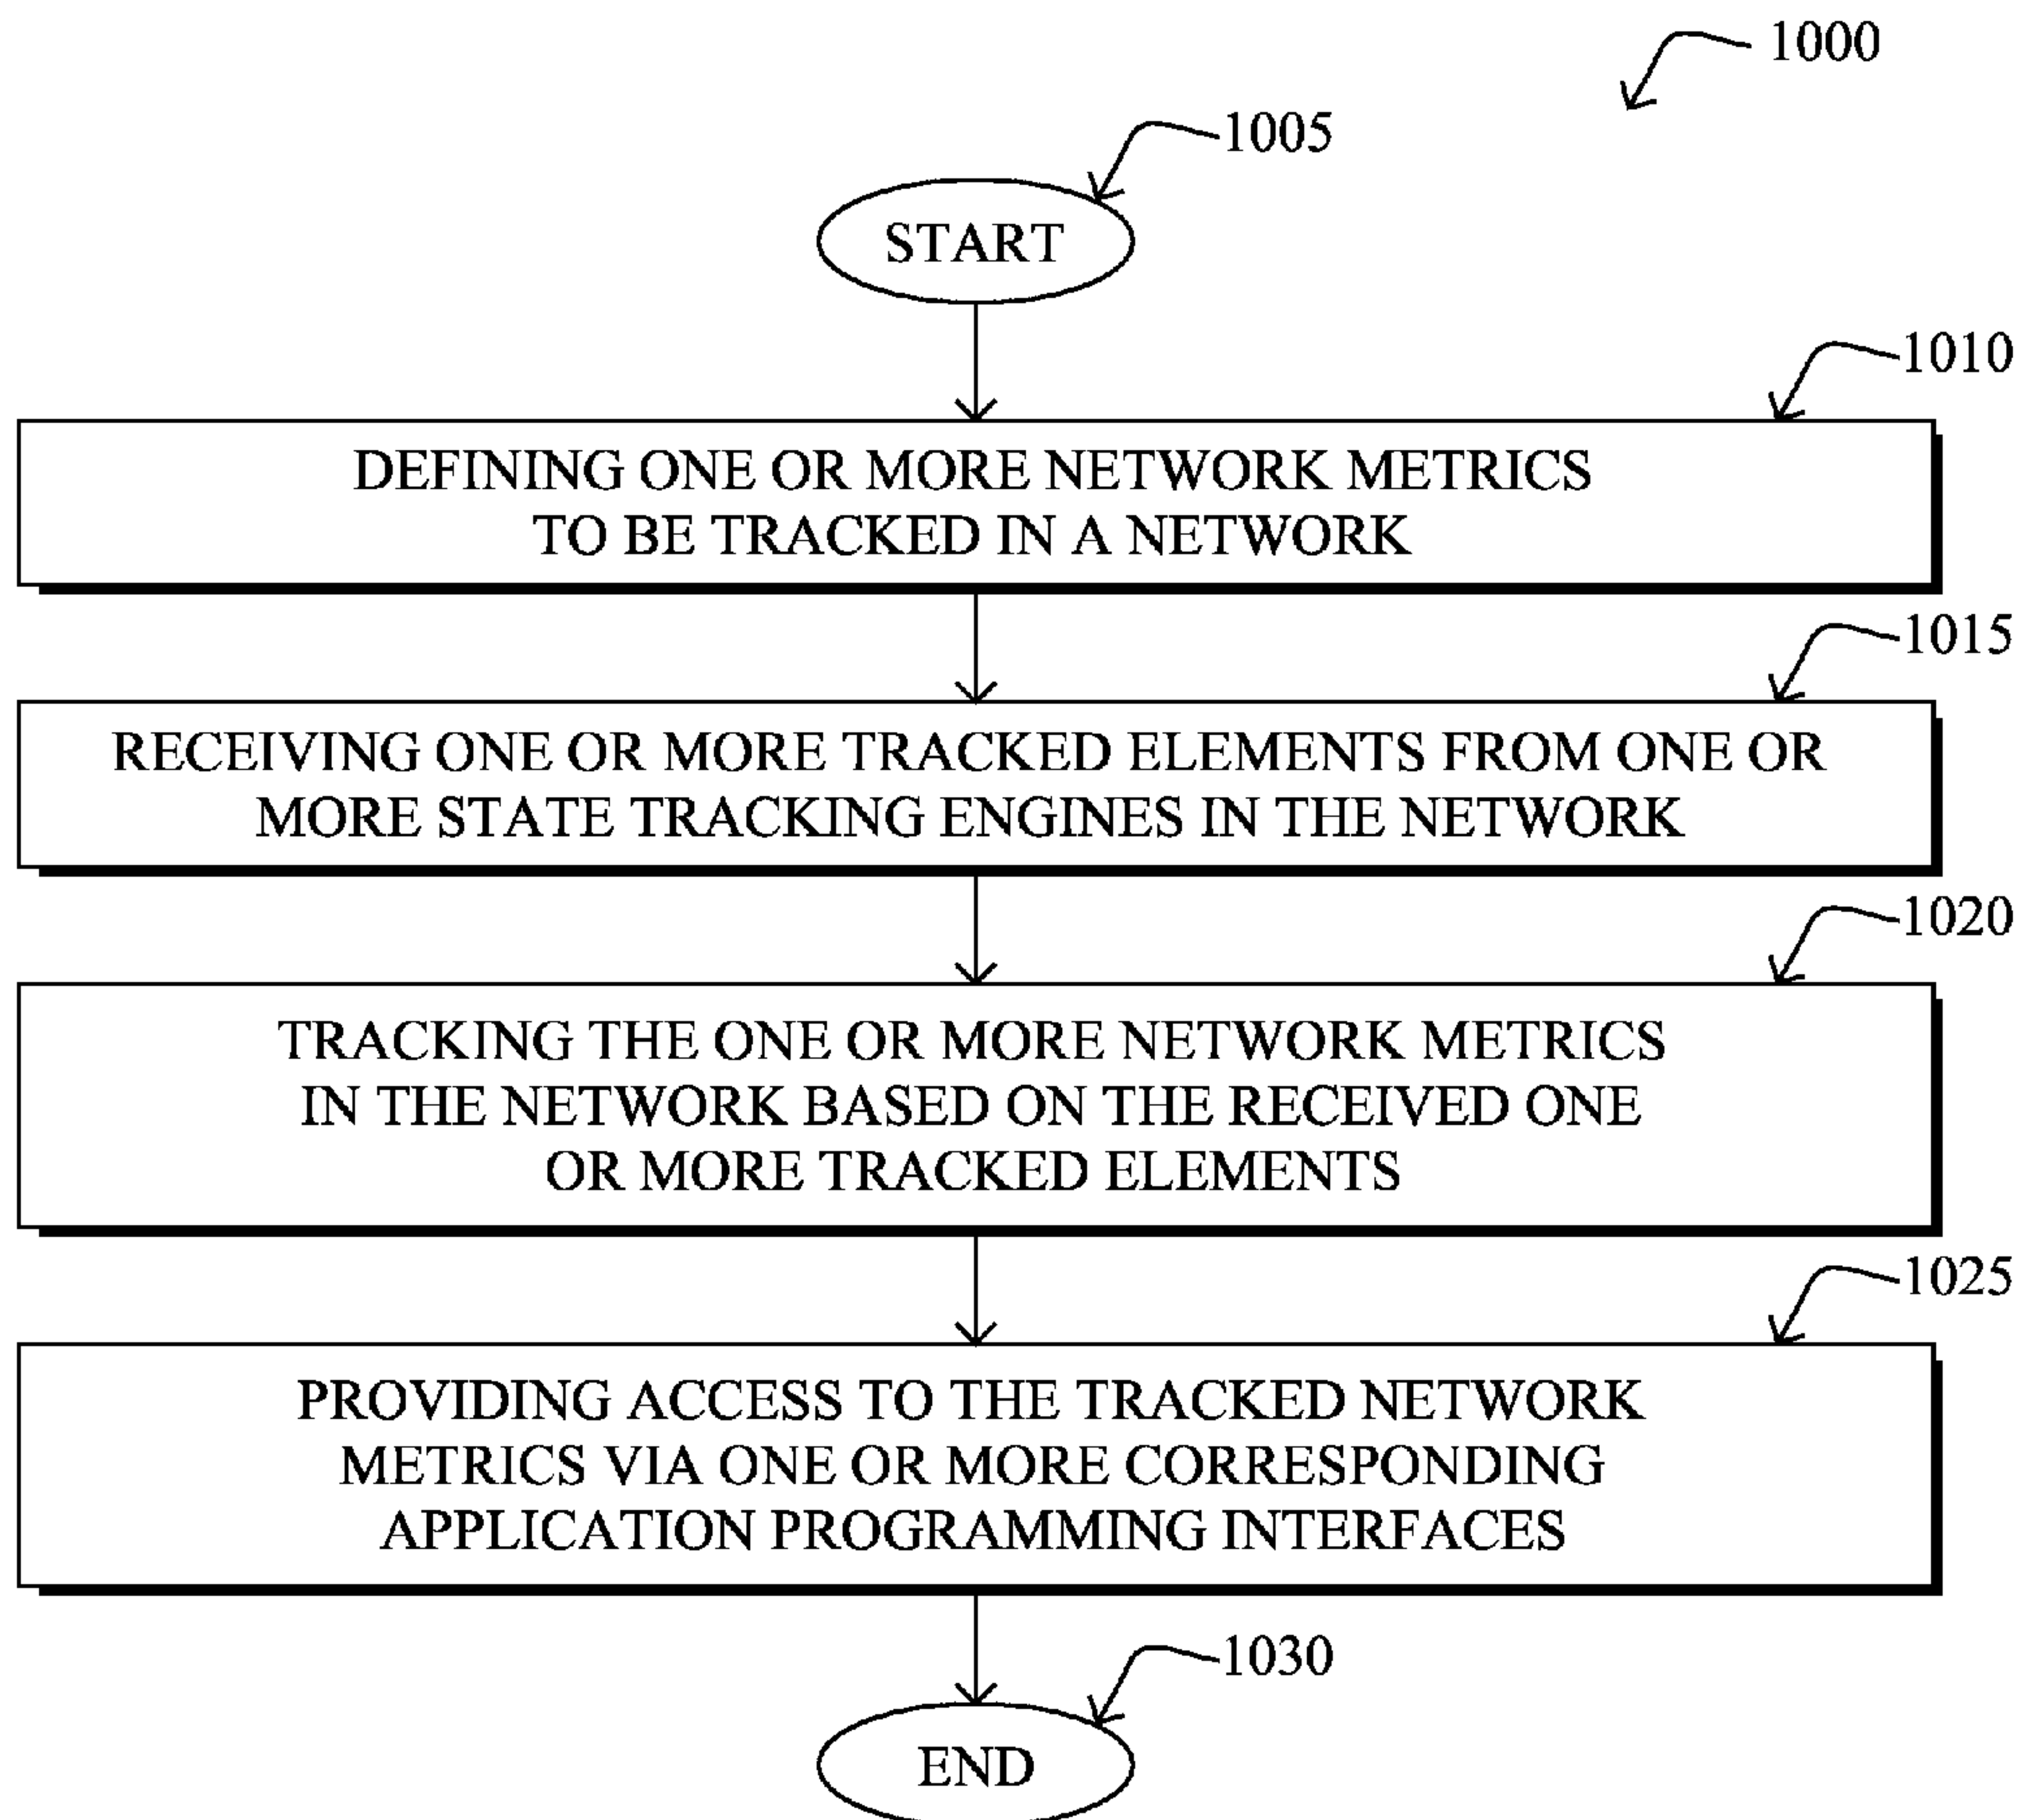 1000
1005
START
1010
DEFINING ONE OR MORE NETWORK METRICS
TO BE TRACKED IN A NETWORK
1015
RECEIVING ONE OR MORE TRACKED ELEMENTS FROM ONE OR
MORE STATE TRACKING ENGINES IN THE NETWORK
1020
TRACKING THE ONE OR MORE NETWORK METRICS
IN THE NETWORK BASED ON THE RECEIVED ONE
OR MORE TRACKED ELEMENTS
1025
PROVIDING ACCESS TO THE TRACKED NETWORK
METRICS VIA ONE OR MORE CORRESPONDING
APPLICATION PROGRAMMING INTERFACES
1030
END